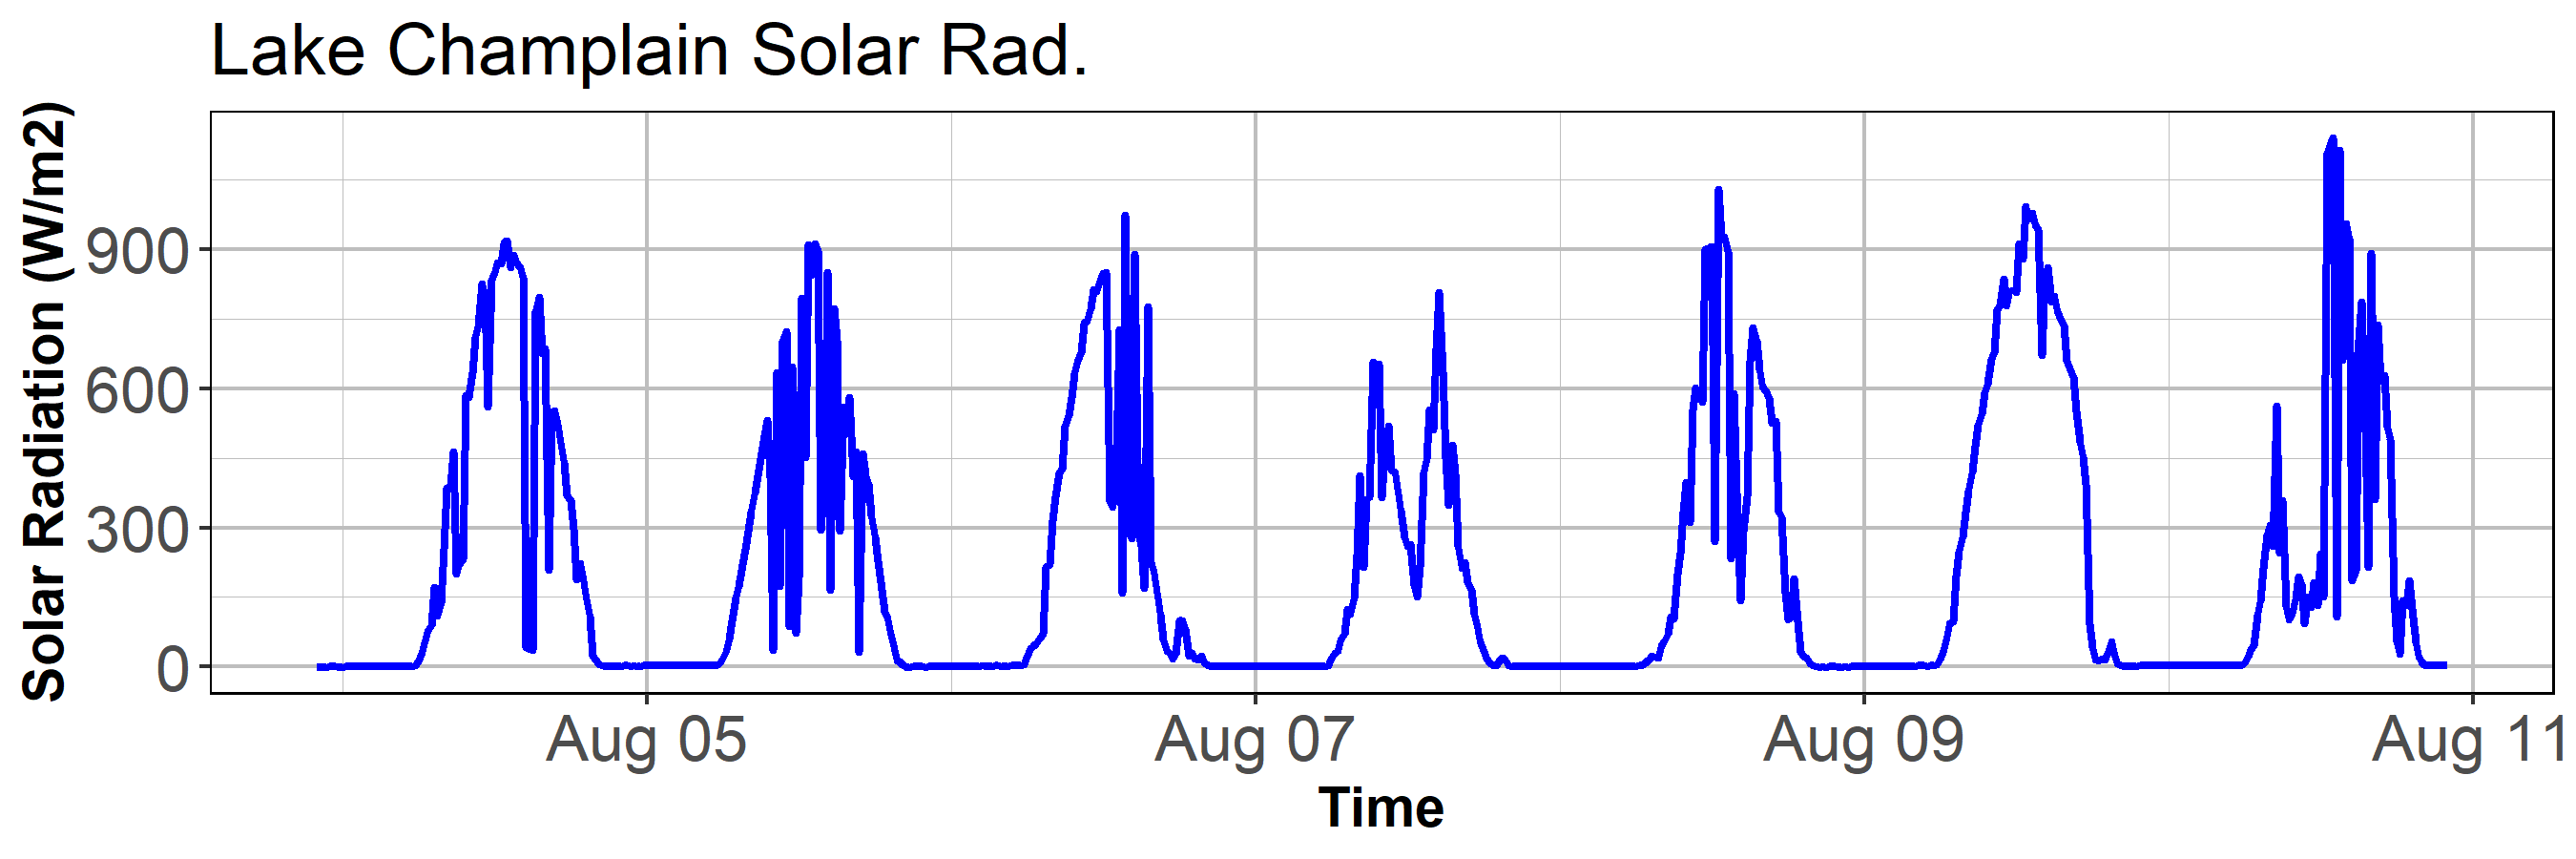 Lake Champlain Solar Rad.
Solar Radiation (W/m2)
900
600
300
0
Aug 05 Aug 07 Aug 09 Aug 11
Time